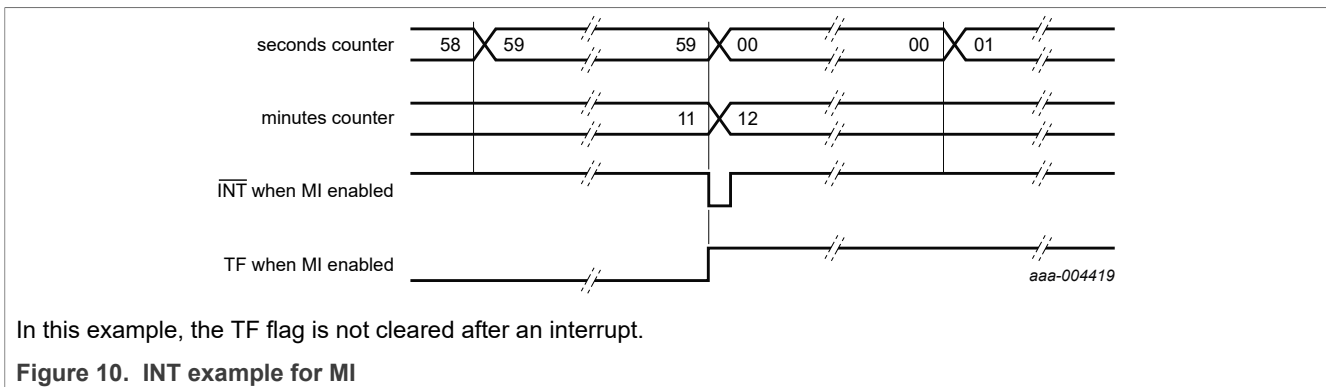 seconds counter 58 59 59 00 00 01
minutes counter 11 12
INT when MI enabled
TF when MI enabled
aaa-004419
In this example, the TF flag is not cleared after an interrupt.
Figure 10. INT example for MI